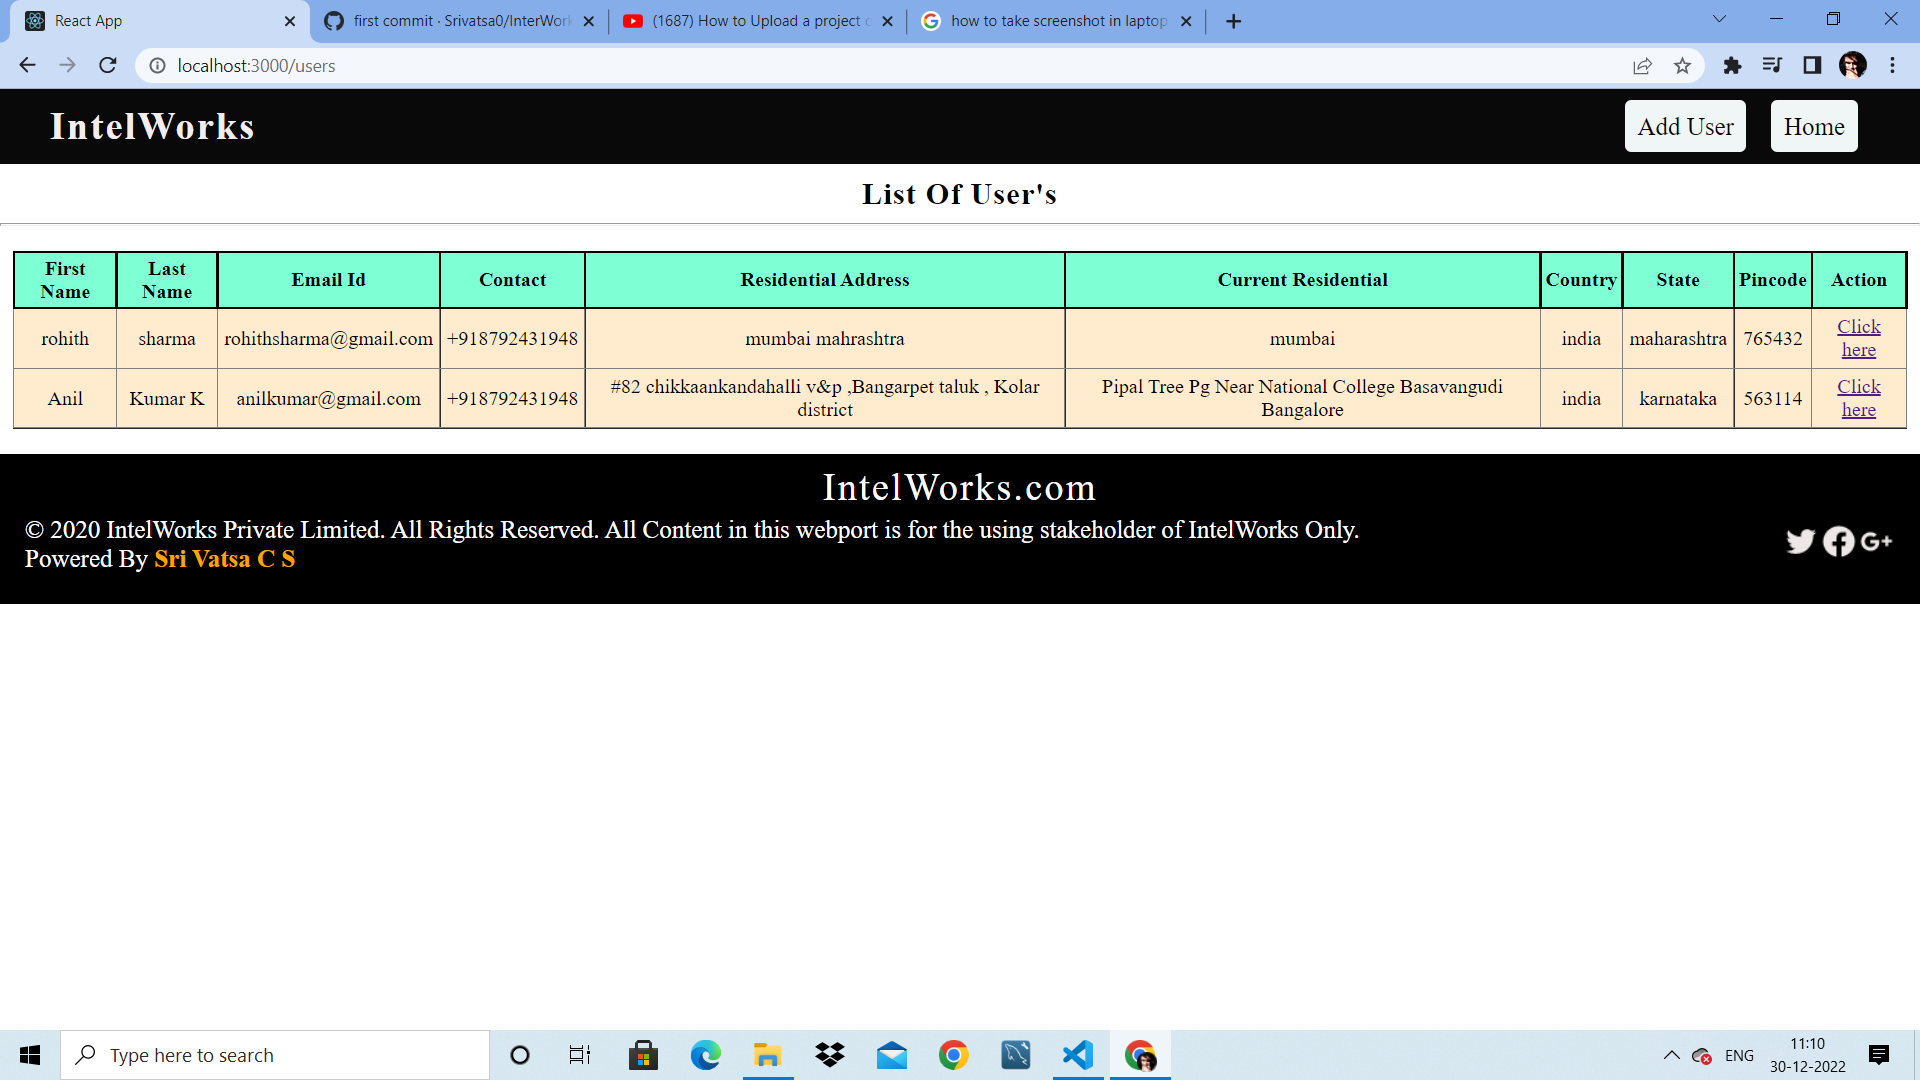 React App
first commit · Srivatsa0/InterWork
(1687) How to Upload a project o
how to take screenshot in laptop
localhost:3000/users
IntelWorks
Add User
Home
List Of User's
First Name Last Name Email Id Contact Residential Address Current Residential Country State Pincode Action
rohith sharma rohithsharma@gmail.com +918792431948 mumbai mahrashtra mumbai india maharashtra 765432 Click here
Anil Kumar K anilkumar@gmail.com +918792431948 #82 chikkaankandahalli v&p ,Bangarpet taluk , Kolar district Pipal Tree Pg Near National College Basavangudi Bangalore india karnataka 563114 Click here
IntelWorks.com
© 2020 IntelWorks Private Limited. All Rights Reserved. All Content in this webport is for the using stakeholder of IntelWorks Only.
Powered By Sri Vatsa C S
Type here to search
ENG
11:10
30-12-2022